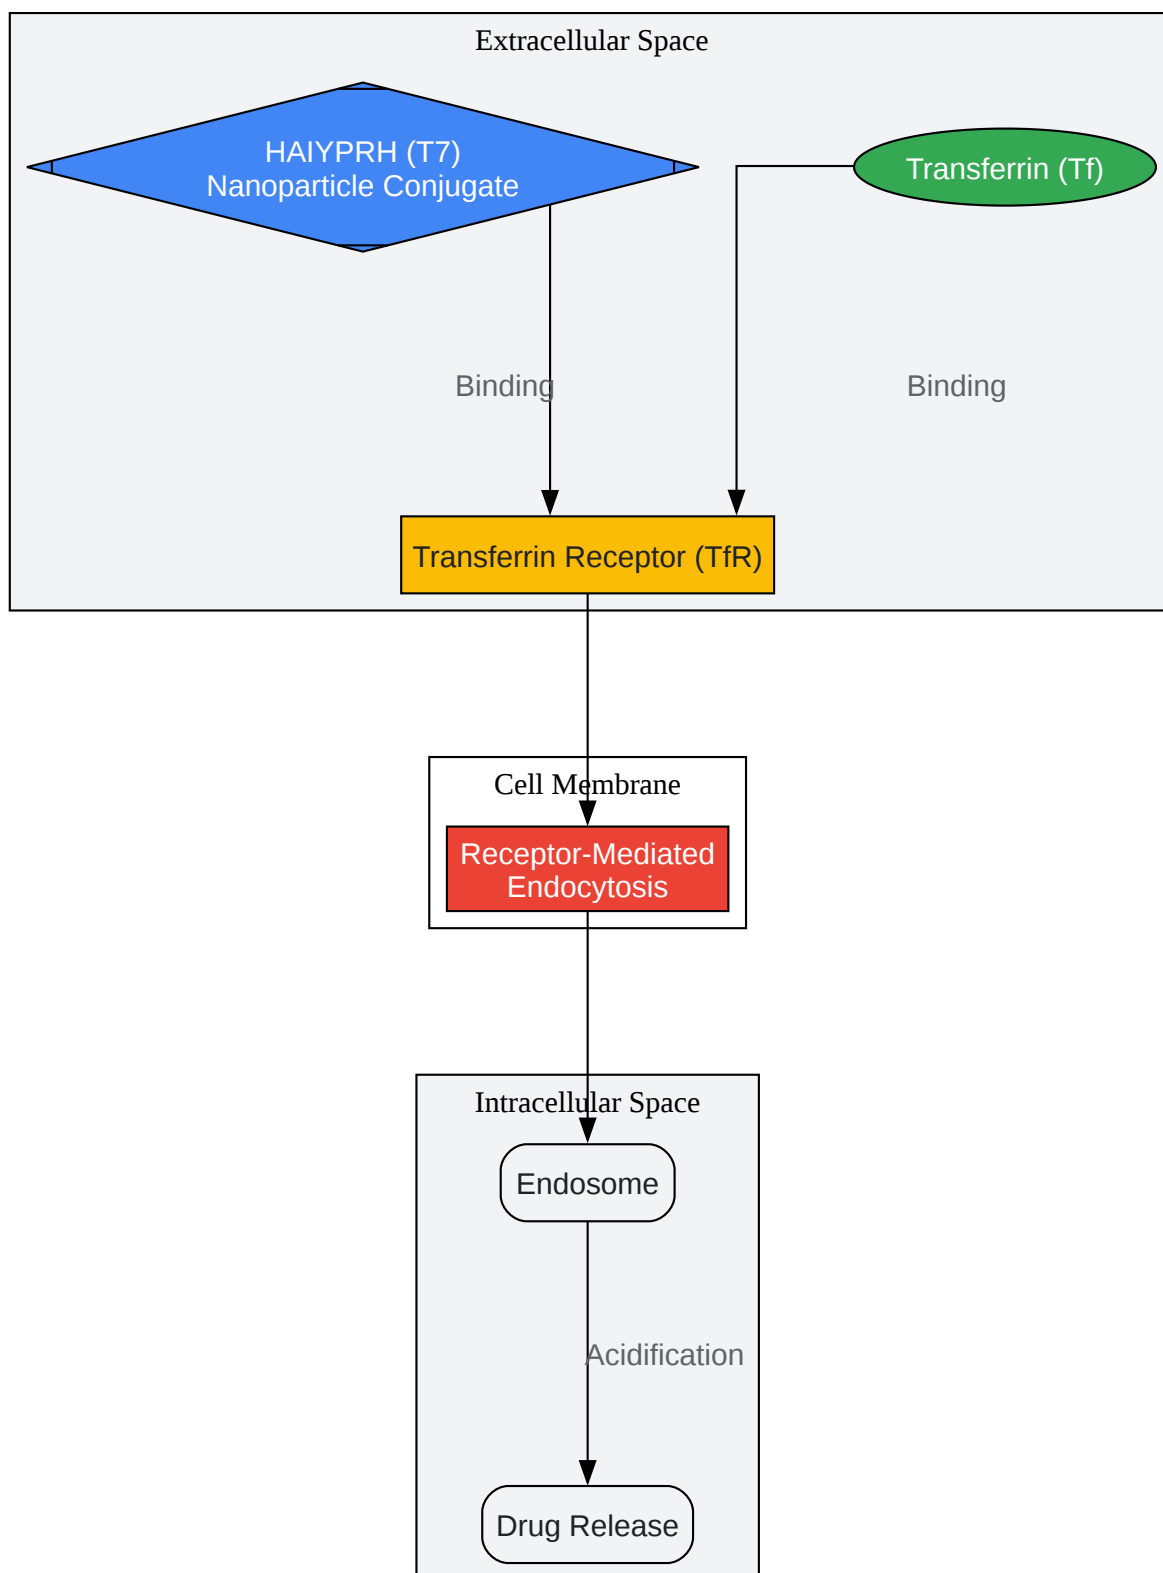 Extracellular Space
HAIYPRH (T7)
Nanoparticle Conjugate
Transferrin (Tf)
Binding
Binding
Transferrin Receptor (TfR)
Cell Membrane
Receptor-Mediated
Endocytosis
Intracellular Space
Endosome
Acidification
Drug Release